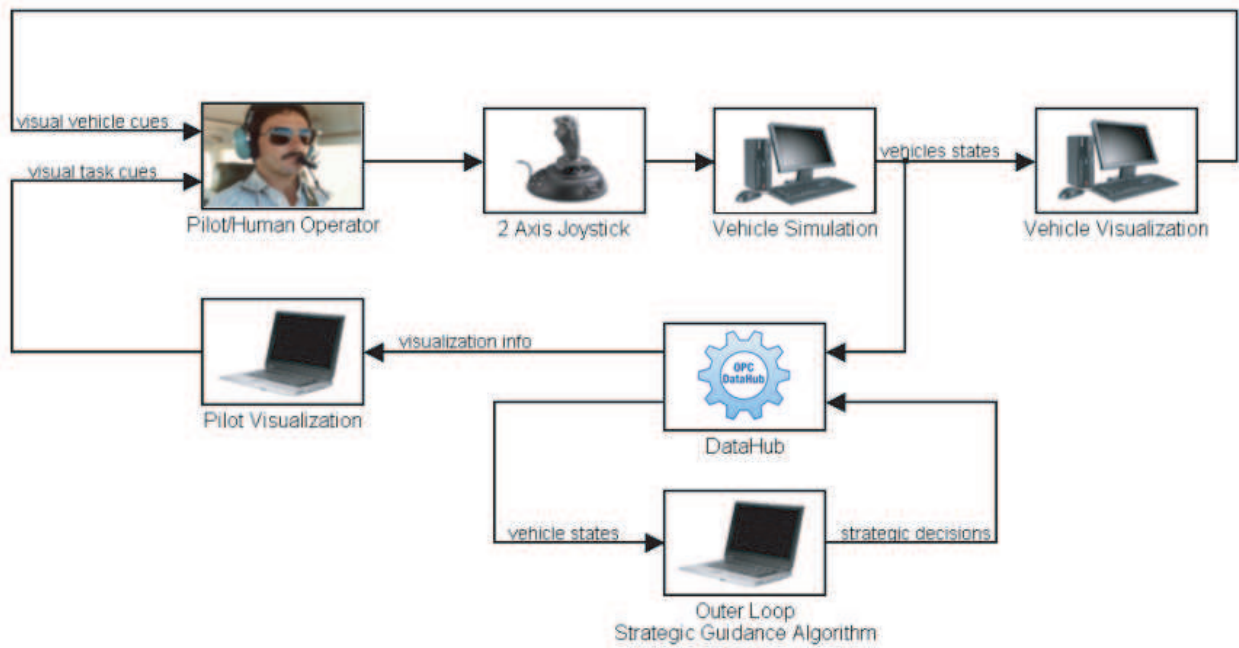 visual vehicle cues
vehicles states
visual task cues
Pilot/Human Operator
2 Axis Joystick
Vehicle Simulation
Vehicle Visualization
visualization info
OPC
DataHub
Pilot Visualization
DataHub
vehicle states
strategic decisions
Outer Loop
Strategic Guidance Algorithm